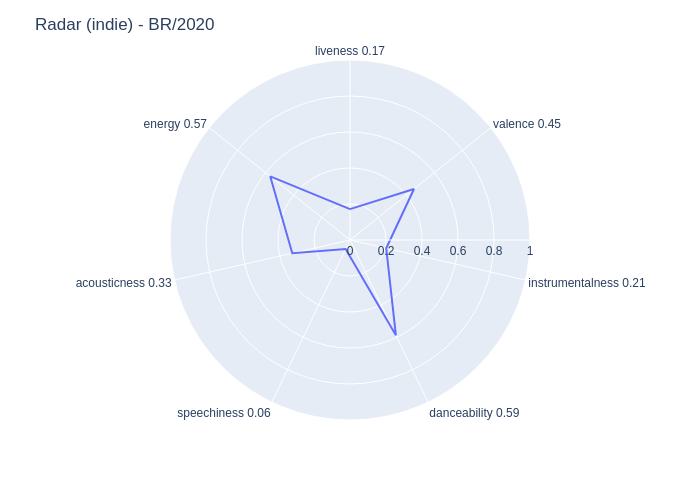 Radar (indie) - BR/2020
liveness 0.17
energy 0.57
valence 0.45
0
0.2
0.4
0.6
0.8
1
acousticness 0.33
instrumentalness 0.21
speechiness 0.06
danceability 0.59